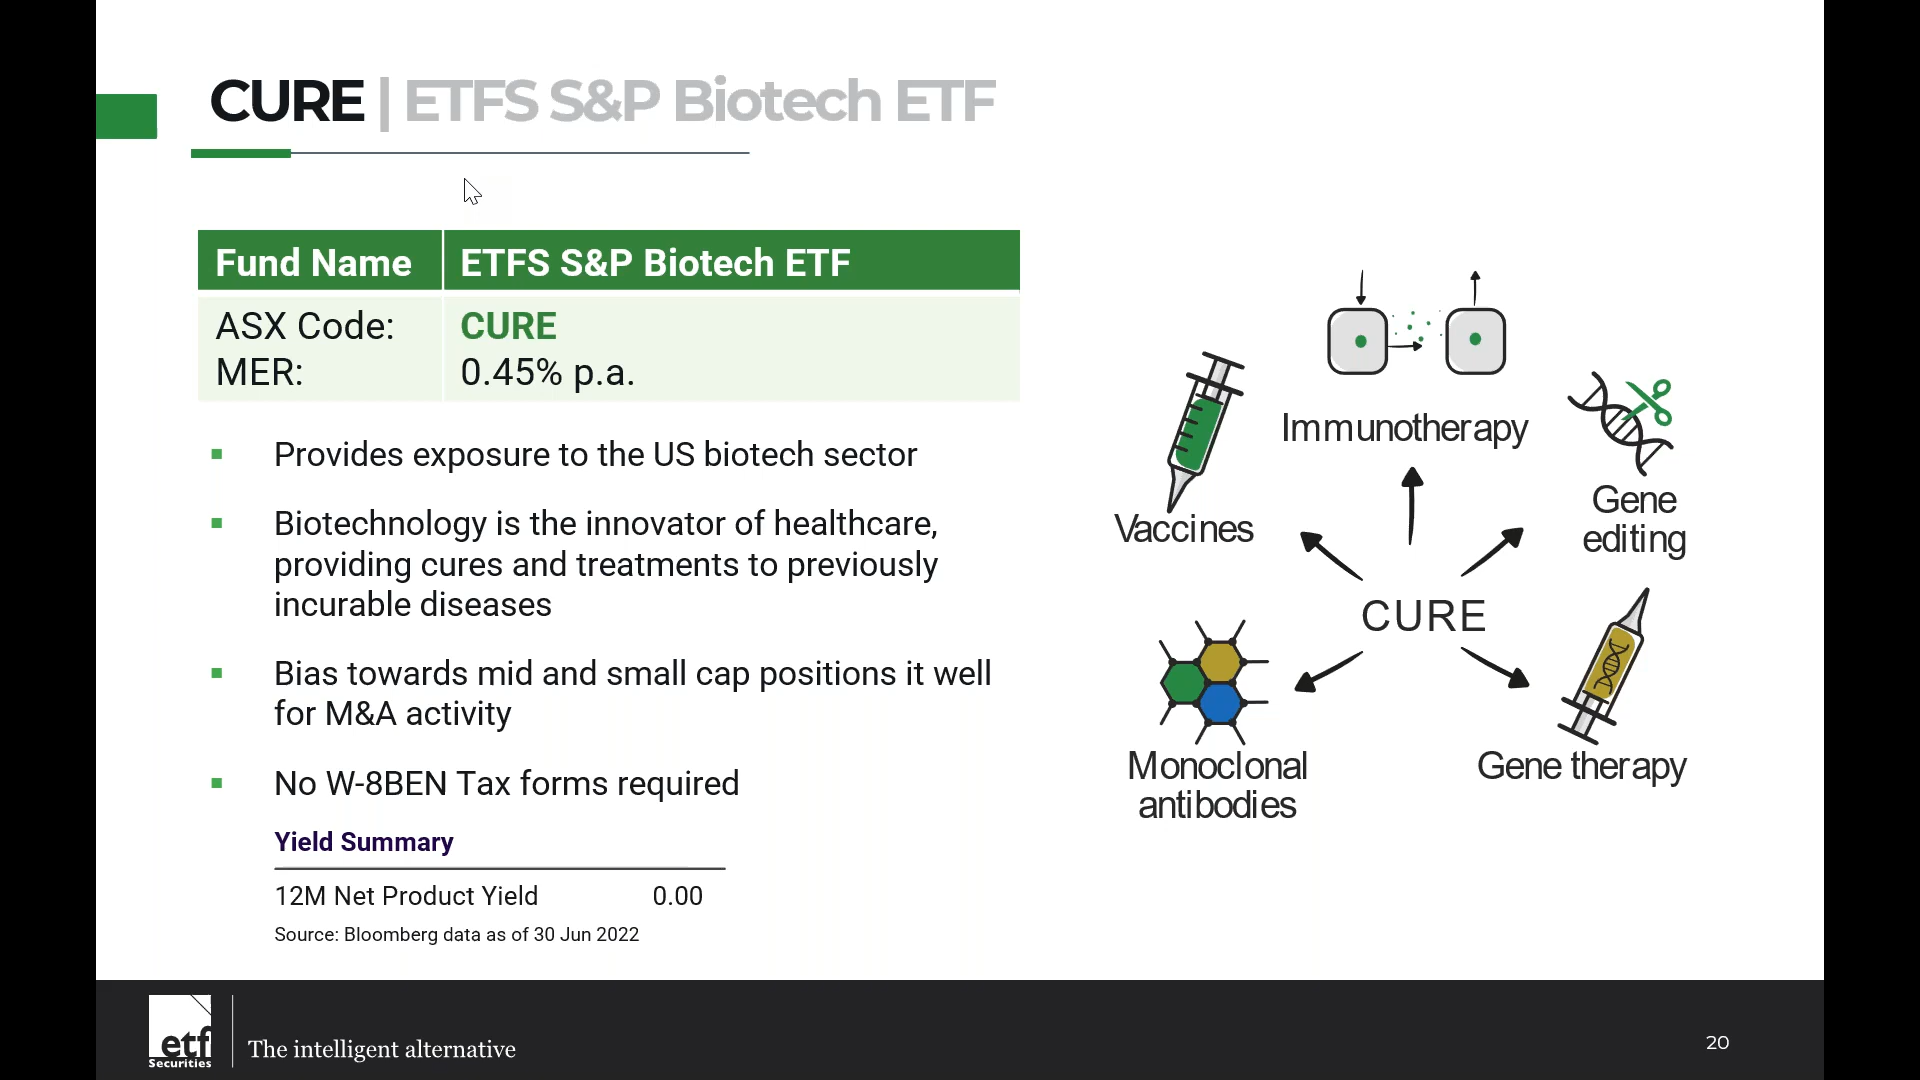 CURE | ETFS S&P Biotech ETF
Fund Name ETFS S&P Biotech ETF
ASX Code: CURE
MER: 0.45% p.a.
Provides exposure to the US biotech sector
Biotechnology is the innovator of healthcare,
providing cures and treatments to previously
incurable diseases
Bias towards mid and small cap positions it well
for M&A activity
No W-8BEN Tax forms required
Yield Summary
12M Net Product Yield 0.00
Source: Bloomberg data as of 30 Jun 2022
Immunotherapy
Vaccines
Gene
editing
CURE
Monoclonal
antibodies
Gene therapy
etf
Securities
The intelligent alternative
20